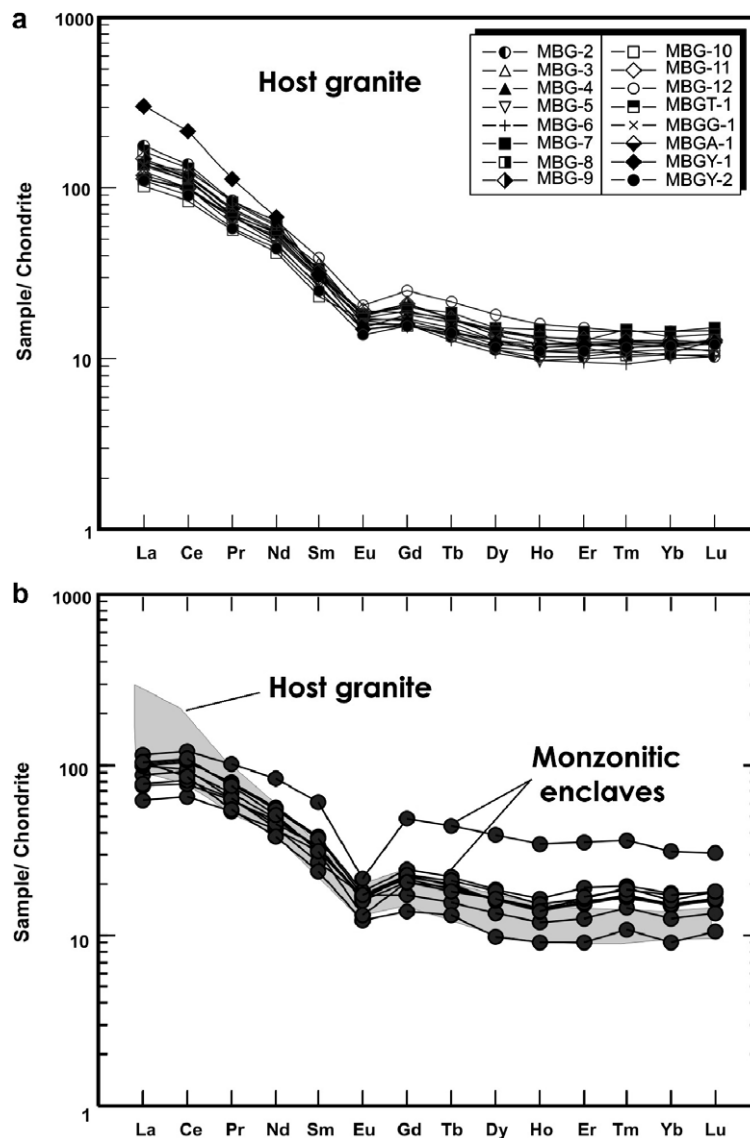 a
1000
100
10
1
Sample/ Chondrite
Host granite
MBG-2 MBG-10
MBG-3 MBG-11
MBG-4 MBG-12
MBG-5 MBGT-1
MBG-6 MBGG-1
MBG-7 MBGA-1
MBG-8 MBGY-1
MBG-9 MBGY-2
La Ce Pr Nd Sm Eu Gd Tb Dy Ho Er Tm Yb Lu
b
1000
100
10
1
Sample/ Chondrite
Host granite
Monzonitic
enclaves
La Ce Pr Nd Sm Eu Gd Tb Dy Ho Er Tm Yb Lu